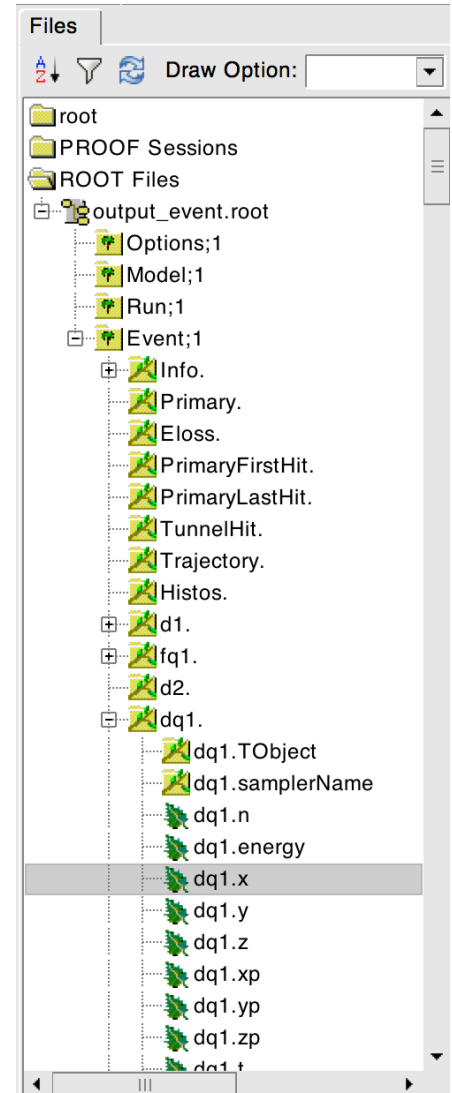 Files
Draw Option:
root
PROOF Sessions
ROOT Files
output_event.root
Options;1
Model;1
Run;1
Event;1
Info.
Primary.
Eloss.
PrimaryFirstHit.
PrimaryLastHit.
TunnelHit.
Trajectory.
Histos.
d1.
fq1.
d2.
dq1.
dq1.TObject
dq1.samplerName
dq1.n
dq1.energy
dq1.x
dq1.y
dq1.z
dq1.xp
dq1.yp
dq1.zp
dq1.t